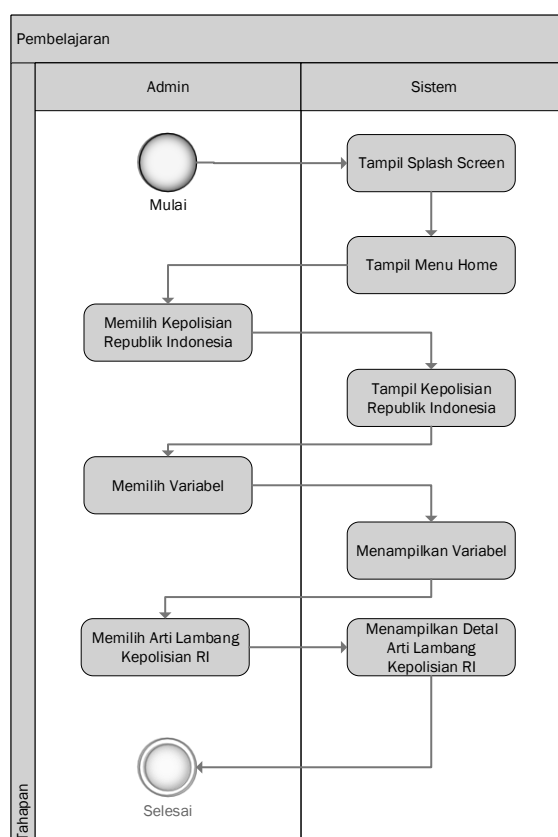 Pembelajaran
Admin
Sistem
Mulai
Tampil Splash Screen
Tampil Menu Home
Memilih Kepolisian
Republik Indonesia
Tampil Kepolisian
Republik Indonesia
Memilih Variabel
Menampilkan Variabel
Memilih Arti Lambang
Kepolisian RI
Menampilkan Detal
Arti Lambang
Kepolisian RI
Selesai
Tahapan